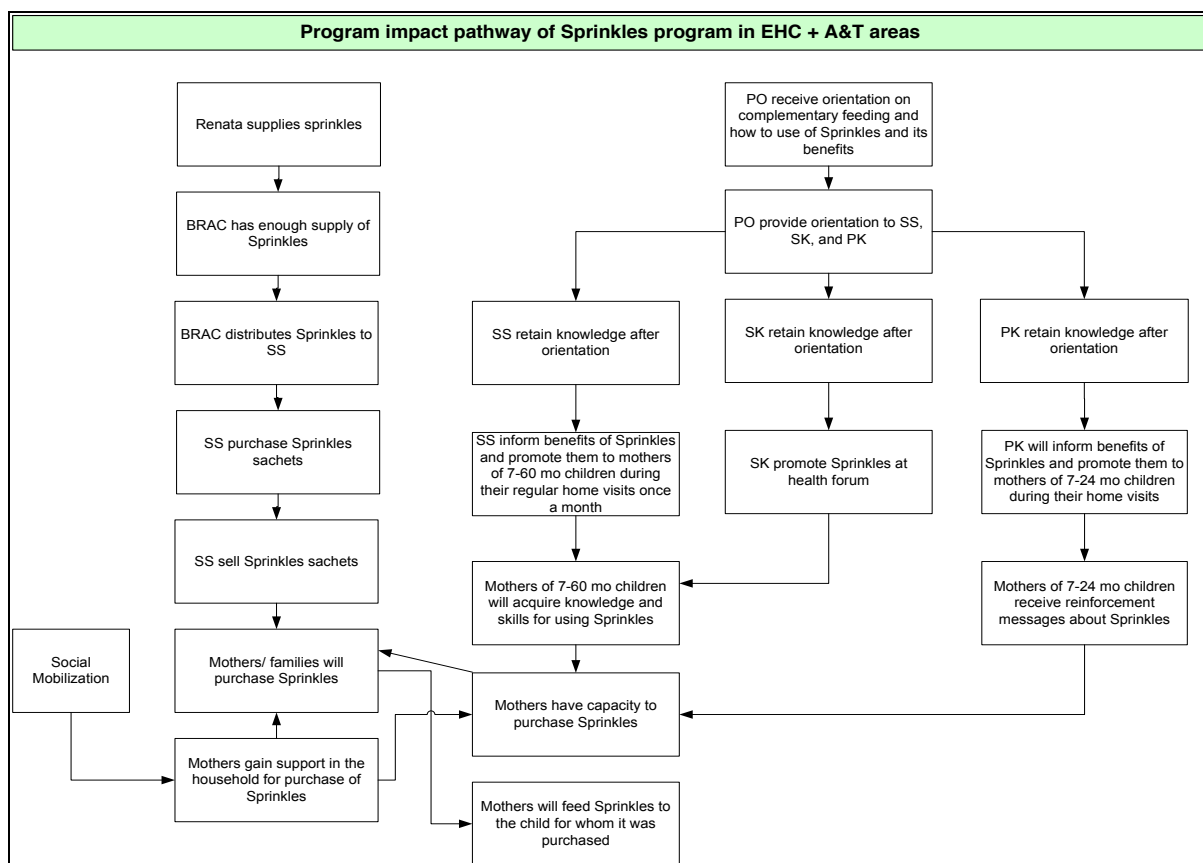 Program impact pathway of Sprinkles program in EHC + A&T areas
Renata supplies sprinkles
PO receive orientation on
complementary feeding and
how to use of Sprinkles and its
benefits
BRAC has enough supply of
Sprinkles
PO provide orientation to SS,
SK, and PK
BRAC distributes Sprinkles to
SS
SS retain knowledge after
orientation
SK retain knowledge after
orientation
PK retain knowledge after
orientation
SS purchase Sprinkles
sachets
SS inform benefits of Sprinkles
and promote them to mothers
of 7-60 mo children during
their regular home visits once
a month
SK promote Sprinkles at
health forum
PK will inform benefits of
Sprinkles and promote them to
mothers of 7-24 mo children
during their home visits
SS sell Sprinkles sachets
Mothers of 7-60 mo children
will acquire knowledge and
skills for using Sprinkles
Mothers of 7-24 mo children
receive reinforcement
messages about Sprinkles
Social
Mobilization
Mothers/ families will
purchase Sprinkles
Mothers have capacity to
purchase Sprinkles
Mothers gain support in the
household for purchase of
Sprinkles
Mothers will feed Sprinkles to
the child for whom it was
purchased